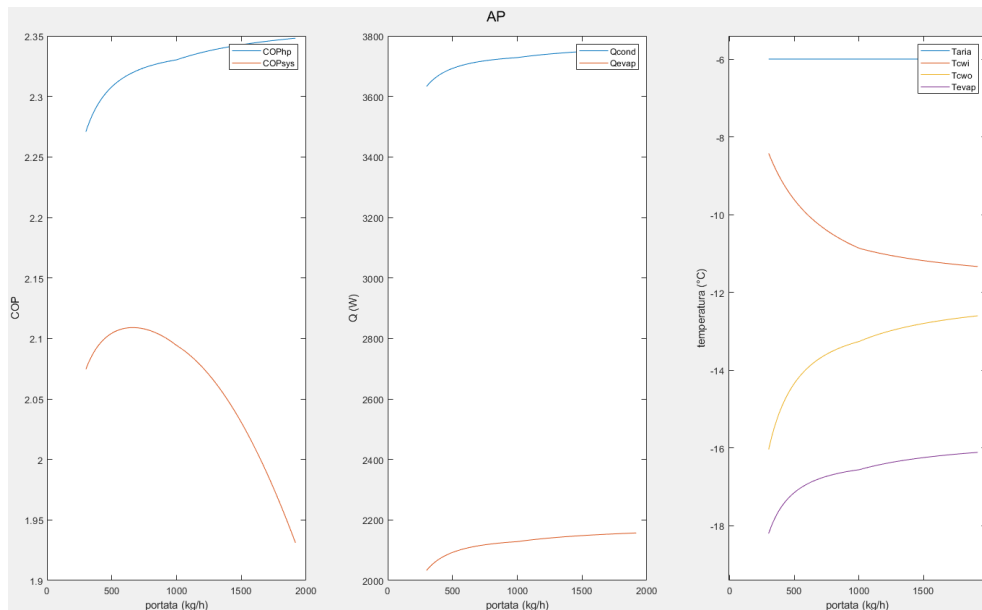 AP
2.35
2.3
2.25
2.2
2.15
2.1
2.05
2
1.95
1.9
COP
0
500
1000
1500
2000
portata (kg/h)
COPhp
COPsys
3800
3600
3400
3200
3000
2800
2600
2400
2200
2000
Q (W)
0
500
1000
1500
2000
portata (kg/h)
Qcond
Qevap
-6
-8
-10
-12
-14
-16
-18
temperatura (°C)
0
500
1000
1500
portata (kg/h)
Taria
Tcwi
Tcwo
Tevap